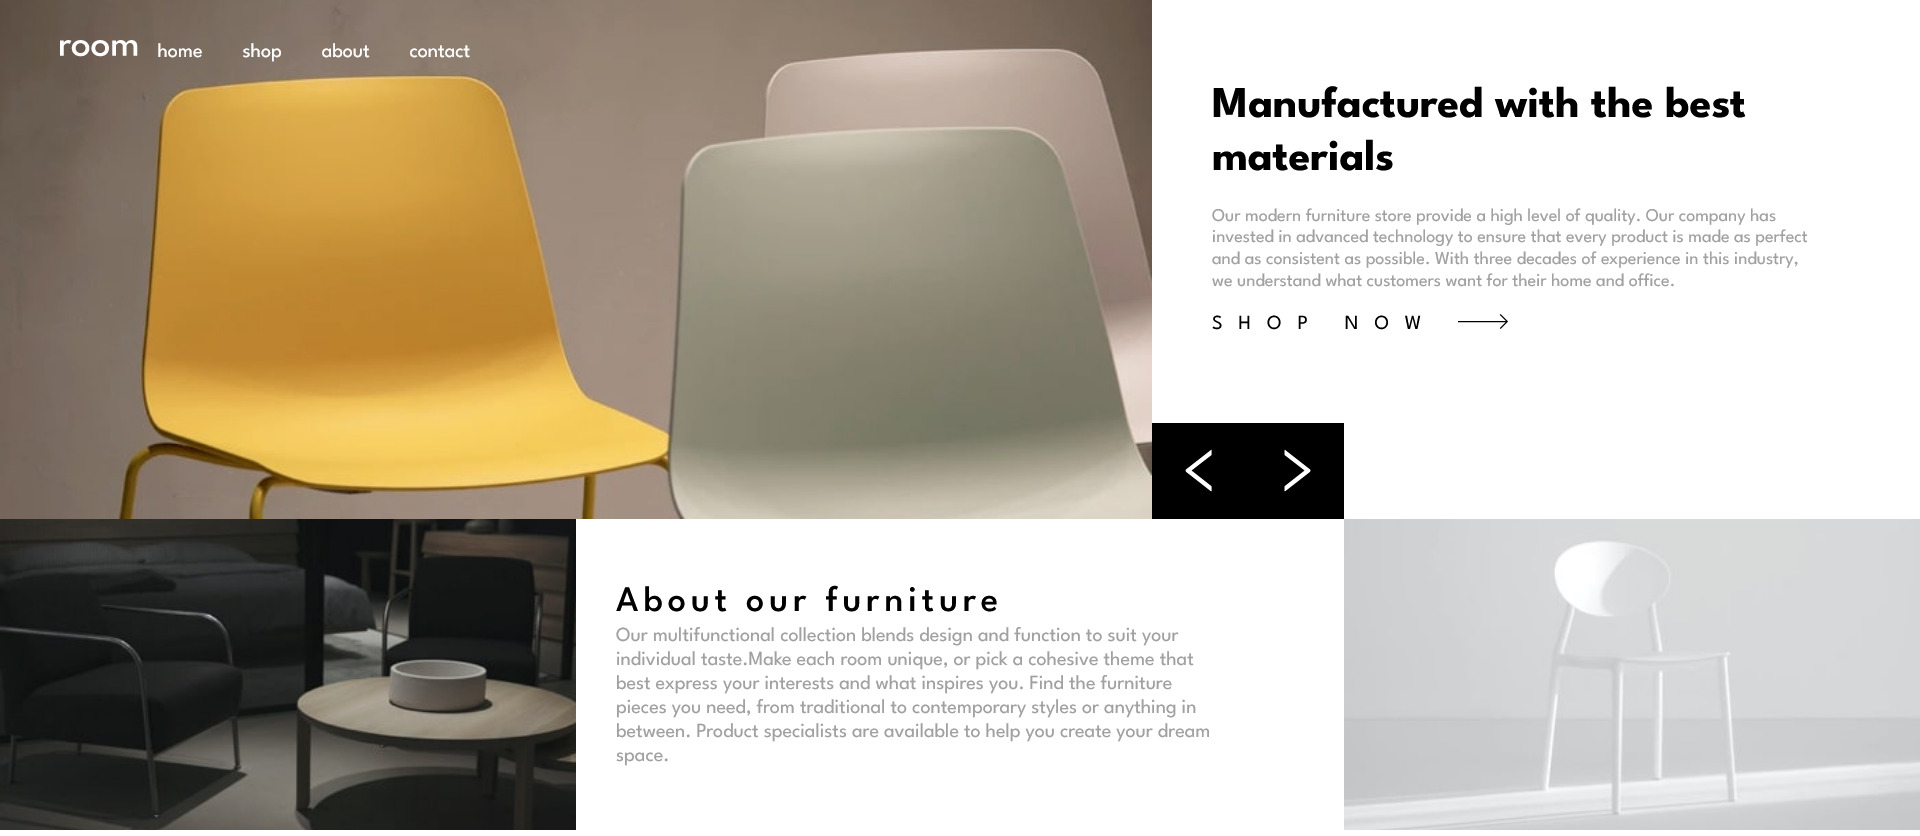 room home shop about contact
Manufactured with the best
materials
Our modern furniture store provide a high level of quality. Our company has
invested in advanced technology to ensure that every product is made as perfect
and as consistent as possible. With three decades of experience in this industry,
we understand what customers want for their home and office.
SHOP NOW
About our furniture
Our multifunctional collection blends design and function to suit your
individual taste.Make each room unique, or pick a cohesive theme that
best express your interests and what inspires you. Find the furniture
pieces you need, from traditional to contemporary styles or anything in
between. Product specialists are available to help you create your dream
space.